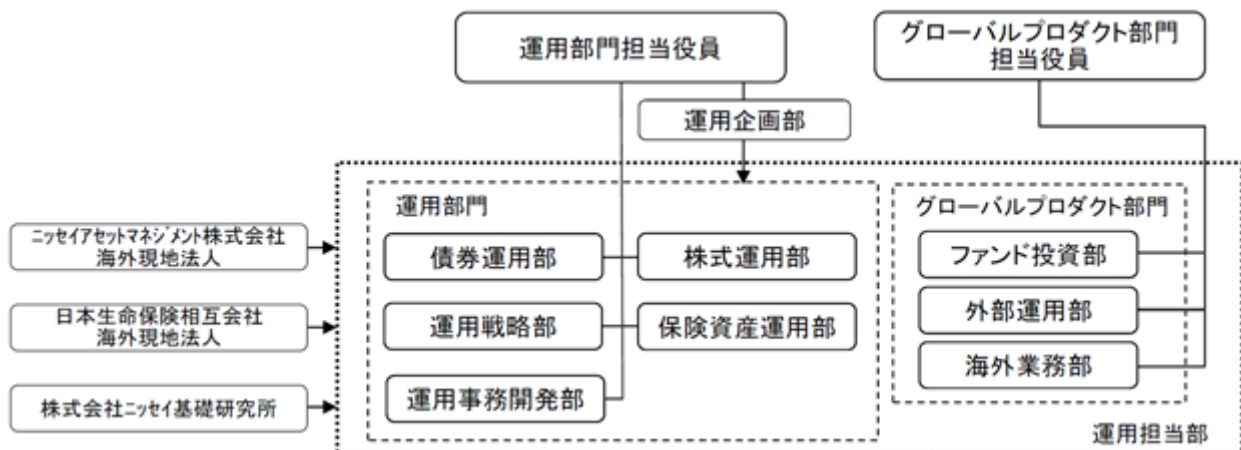 運用部門担当役員
グローバルプロダクト部門
担当役員
運用企画部
運用部門
グローバルプロダクト部門
ニッセイアセットマネジメント株式会社
海外現地法人
債券運用部
株式運用部
ファンド投資部
日本生命保険相互会社
海外現地法人
運用戦略部
保険資産運用部
外部運用部
海外業務部
株式会社ニッセイ基礎研究所
運用事務開発部
運用担当部